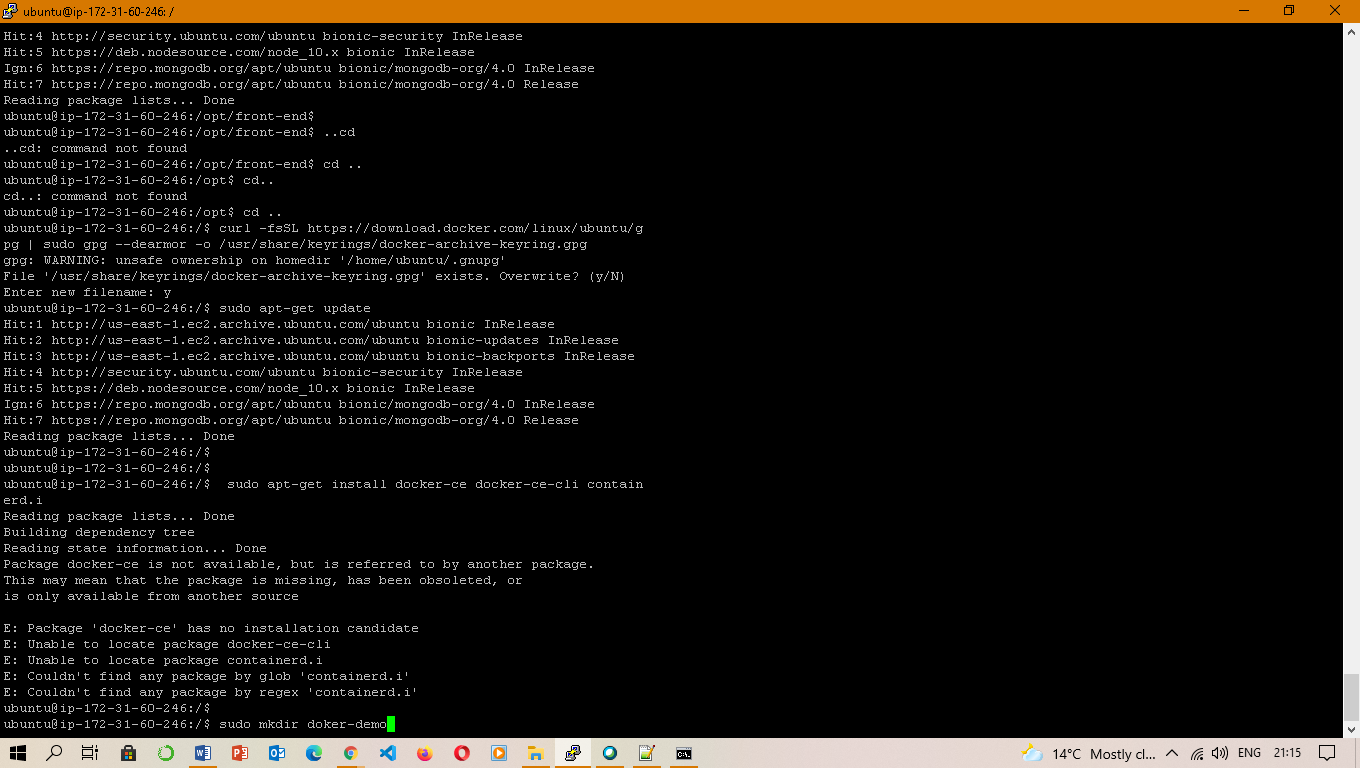 ubuntu@ip-172-31-60-246: /
Hit:4 http://security.ubuntu.com/ubuntu bionic-security InRelease
Hit:5 https://deb.nodesource.com/node_10.x bionic InRelease
Ign:6 https://repo.mongodb.org/apt/ubuntu bionic/mongodb-org/4.0 InRelease
Hit:7 https://repo.mongodb.org/apt/ubuntu bionic/mongodb-org/4.0 Release
Reading package lists... Done
ubuntu@ip-172-31-60-246:/opt/front-end$
ubuntu@ip-172-31-60-246:/opt/front-end$ ..cd
..cd: command not found
ubuntu@ip-172-31-60-246:/opt/front-end$ cd ..
ubuntu@ip-172-31-60-246:/opt$ cd..
cd..: command not found
ubuntu@ip-172-31-60-246:/opt$ cd ..
ubuntu@ip-172-31-60-246:/$ curl -fsSL https://download.docker.com/linux/ubuntu/g
pg | sudo gpg --dearmor -o /usr/share/keyrings/docker-archive-keyring.gpg
gpg: WARNING: unsafe ownership on homedir '/home/ubuntu/.gnupg'
File '/usr/share/keyrings/docker-archive-keyring.gpg' exists. Overwrite? (y/N)
Enter new filename: y
ubuntu@ip-172-31-60-246:/$ sudo apt-get update
Hit:1 http://us-east-1.ec2.archive.ubuntu.com/ubuntu bionic InRelease
Hit:2 http://us-east-1.ec2.archive.ubuntu.com/ubuntu bionic-updates InRelease
Hit:3 http://us-east-1.ec2.archive.ubuntu.com/ubuntu bionic-backports InRelease
Hit:4 http://security.ubuntu.com/ubuntu bionic-security InRelease
Hit:5 https://deb.nodesource.com/node_10.x bionic InRelease
Ign:6 https://repo.mongodb.org/apt/ubuntu bionic/mongodb-org/4.0 InRelease
Hit:7 https://repo.mongodb.org/apt/ubuntu bionic/mongodb-org/4.0 Release
Reading package lists... Done
ubuntu@ip-172-31-60-246:/$
ubuntu@ip-172-31-60-246:/$
ubuntu@ip-172-31-60-246:/$  sudo apt-get install docker-ce docker-ce-cli contain
erd.i
Reading package lists... Done
Building dependency tree
Reading state information... Done
Package docker-ce is not available, but is referred to by another package.
This may mean that the package is missing, has been obsoleted, or
is only available from another source
E: Package 'docker-ce' has no installation candidate
E: Unable to locate package docker-ce-cli
E: Unable to locate package containerd.i
E: Couldn't find any package by glob 'containerd.i'
E: Couldn't find any package by regex 'containerd.i'
ubuntu@ip-172-31-60-246:/$
ubuntu@ip-172-31-60-246:/$ sudo mkdir doker-demo
14°C Mostly cl... ENG 21:15